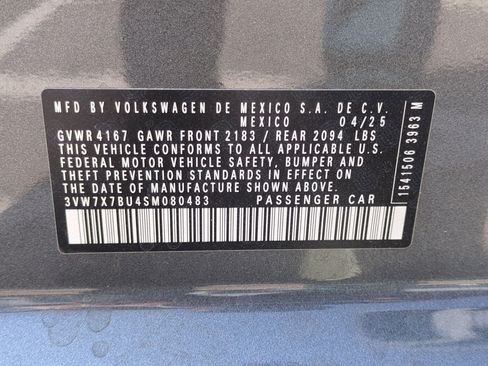 MFD BY VOLKSWAGEN DE MEXICO S.A. DE C.V.
MEXICO 04/25
GVWR 4167 GAWR FRONT 2183 / REAR 2094 LBS
THIS VEHICLE CONFORMS TO ALL APPLICABLE U.S.
FEDERAL MOTOR VEHICLE SAFETY, BUMPER AND
THEFT PREVENTION STANDARDS IN EFFECT ON
THE DATE OF MANUFACTURE SHOWN ABOVE.
3VW7X7BU4SM080483 PASSENGER CAR
1541506 3963 M